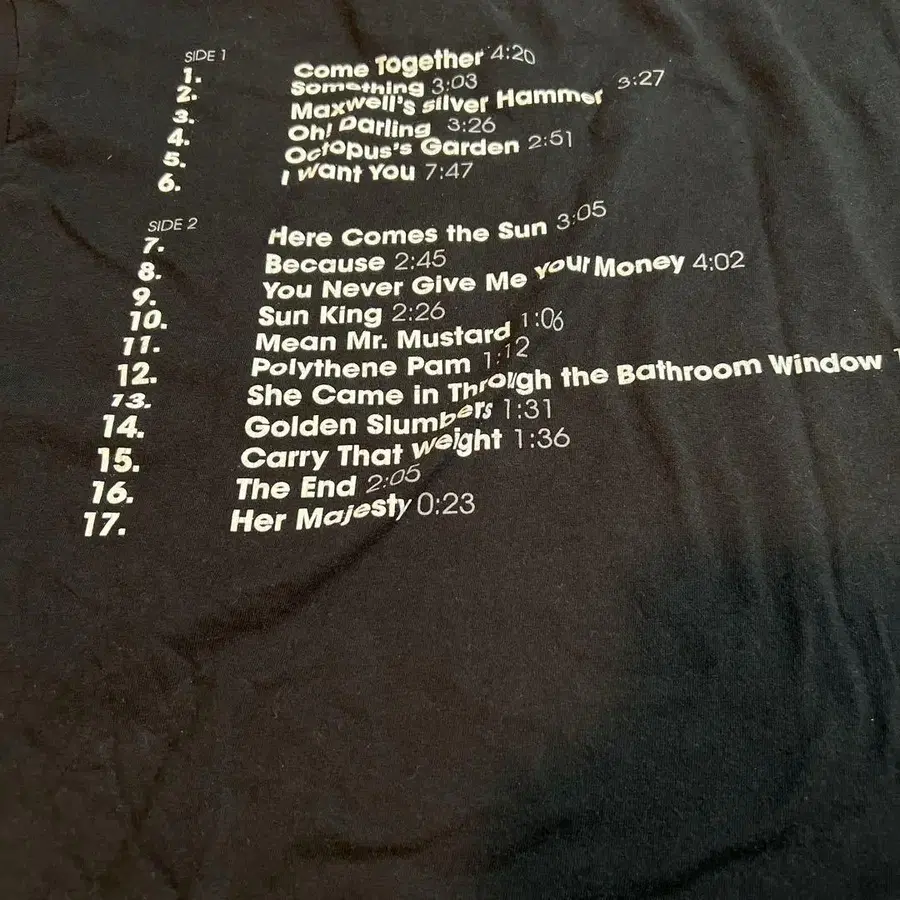 SIDE 1
1. Come Together 4:20
2. Something 3:03
3. Maxwell's silver Hammer 3:27
4. Oh! Darling 3:26
5. Octopus's Garden 2:51
6. I want You 7:47
SIDE 2
7. Here Comes the Sun 3:05
8. Because 2:45
9. You Never Give Me Your Money 4:02
10. Sun King 2:26
11. Mean Mr. Mustard 1:06
12. Polythene Pam 1:12
13. She Came in Through the Bathroom Window
14. Golden Slumbers 1:31
15. Carry That Weight 1:36
16. The End 2:05
17. Her Majesty 0:23